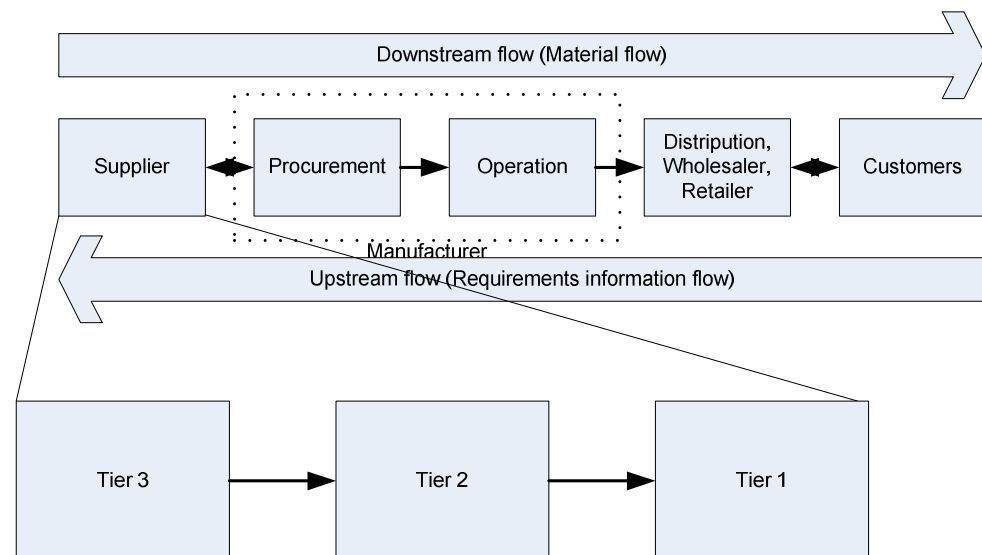 Downstream flow (Material flow)
Supplier
Procurement
Operation
Distripution,
Wholesaler,
Retailer
Customers
Manufacturer
Upstream flow (Requirements information flow)
Tier 3
Tier 2
Tier 1